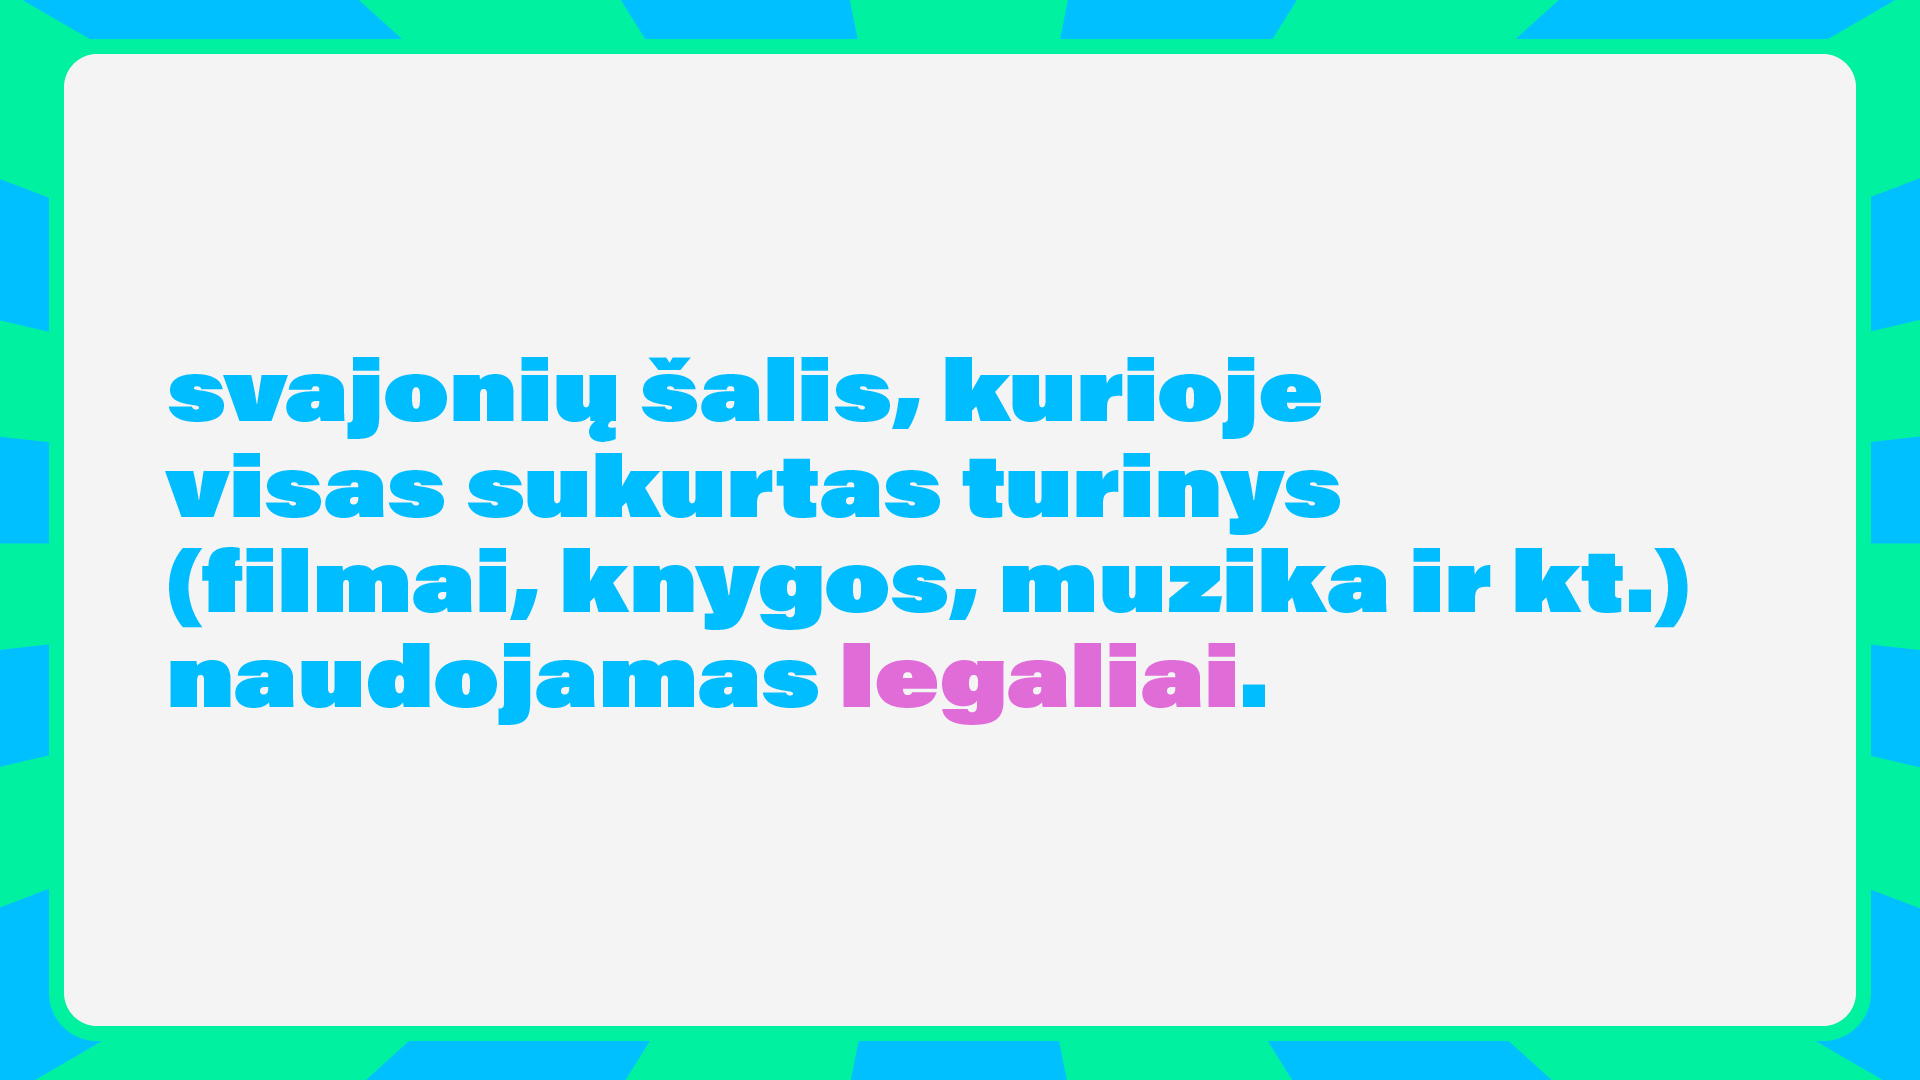 svajonių šalis, kurioje
visas sukurtas turinys
(filmai, knygos, muzika ir kt.)
naudojamas legaliai.